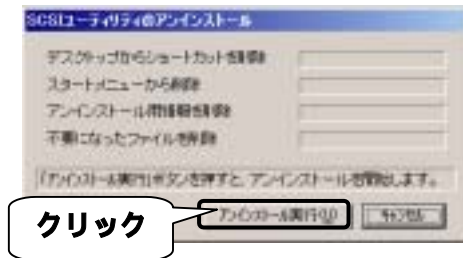 SCSIユーティリティのアンインストール
デスクトップからショートカットを削除
スタートメニューから削除
アンインストール用情報を削除
不要になったファイルを削除
「アンインストール実行」ボタンを押すと、アンインストールを開始します。
アンインストール実行(U)
キャンセル
クリック